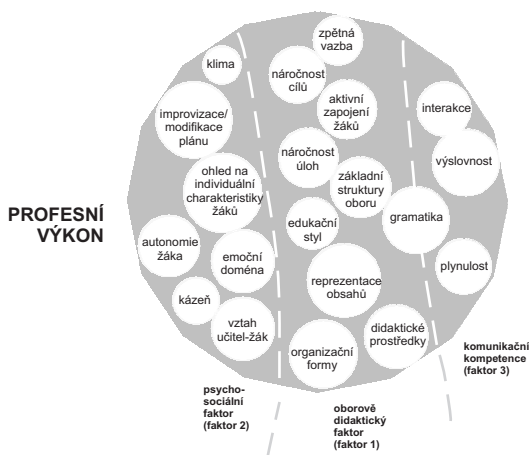 PROFESNÍ
VÝKON
klima
improvizace/
modifikace
plánu
ohled na
individuální
charakteristiky
žáků
autonomie
žáka
emoční
doména
kázeň
vztah
učitel-žák
zpětná
vazba
náročnost
cílů
aktivní
zapojení
žáků
náročnost
úloh
základní
struktury
oboru
edukační
styl
reprezentace
obsahů
organizační
formy
didaktické
prostředky
interakce
výslovnost
gramatika
plynulost
psycho-
sociální
faktor
(faktor 2)
oborově
didaktický
faktor
(faktor 1)
komunikační
kompetence
(faktor 3)